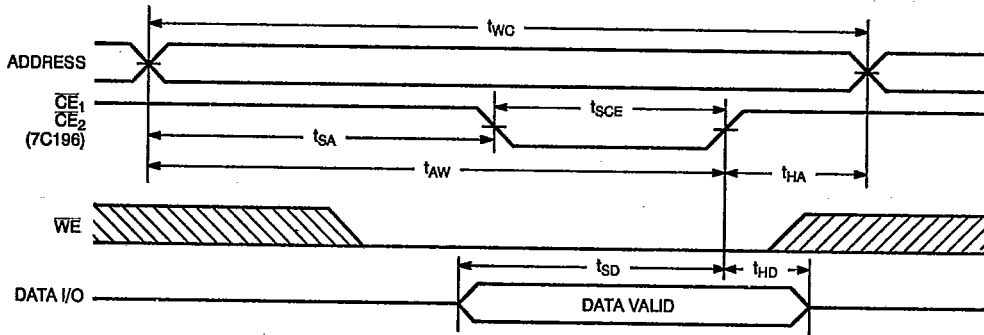 tWC
ADDRESS
CE1
CE2
(7C196)
tSCE
tSA
tAW
tHA
WE
tSD
tHD
DATA I/O
DATA VALID